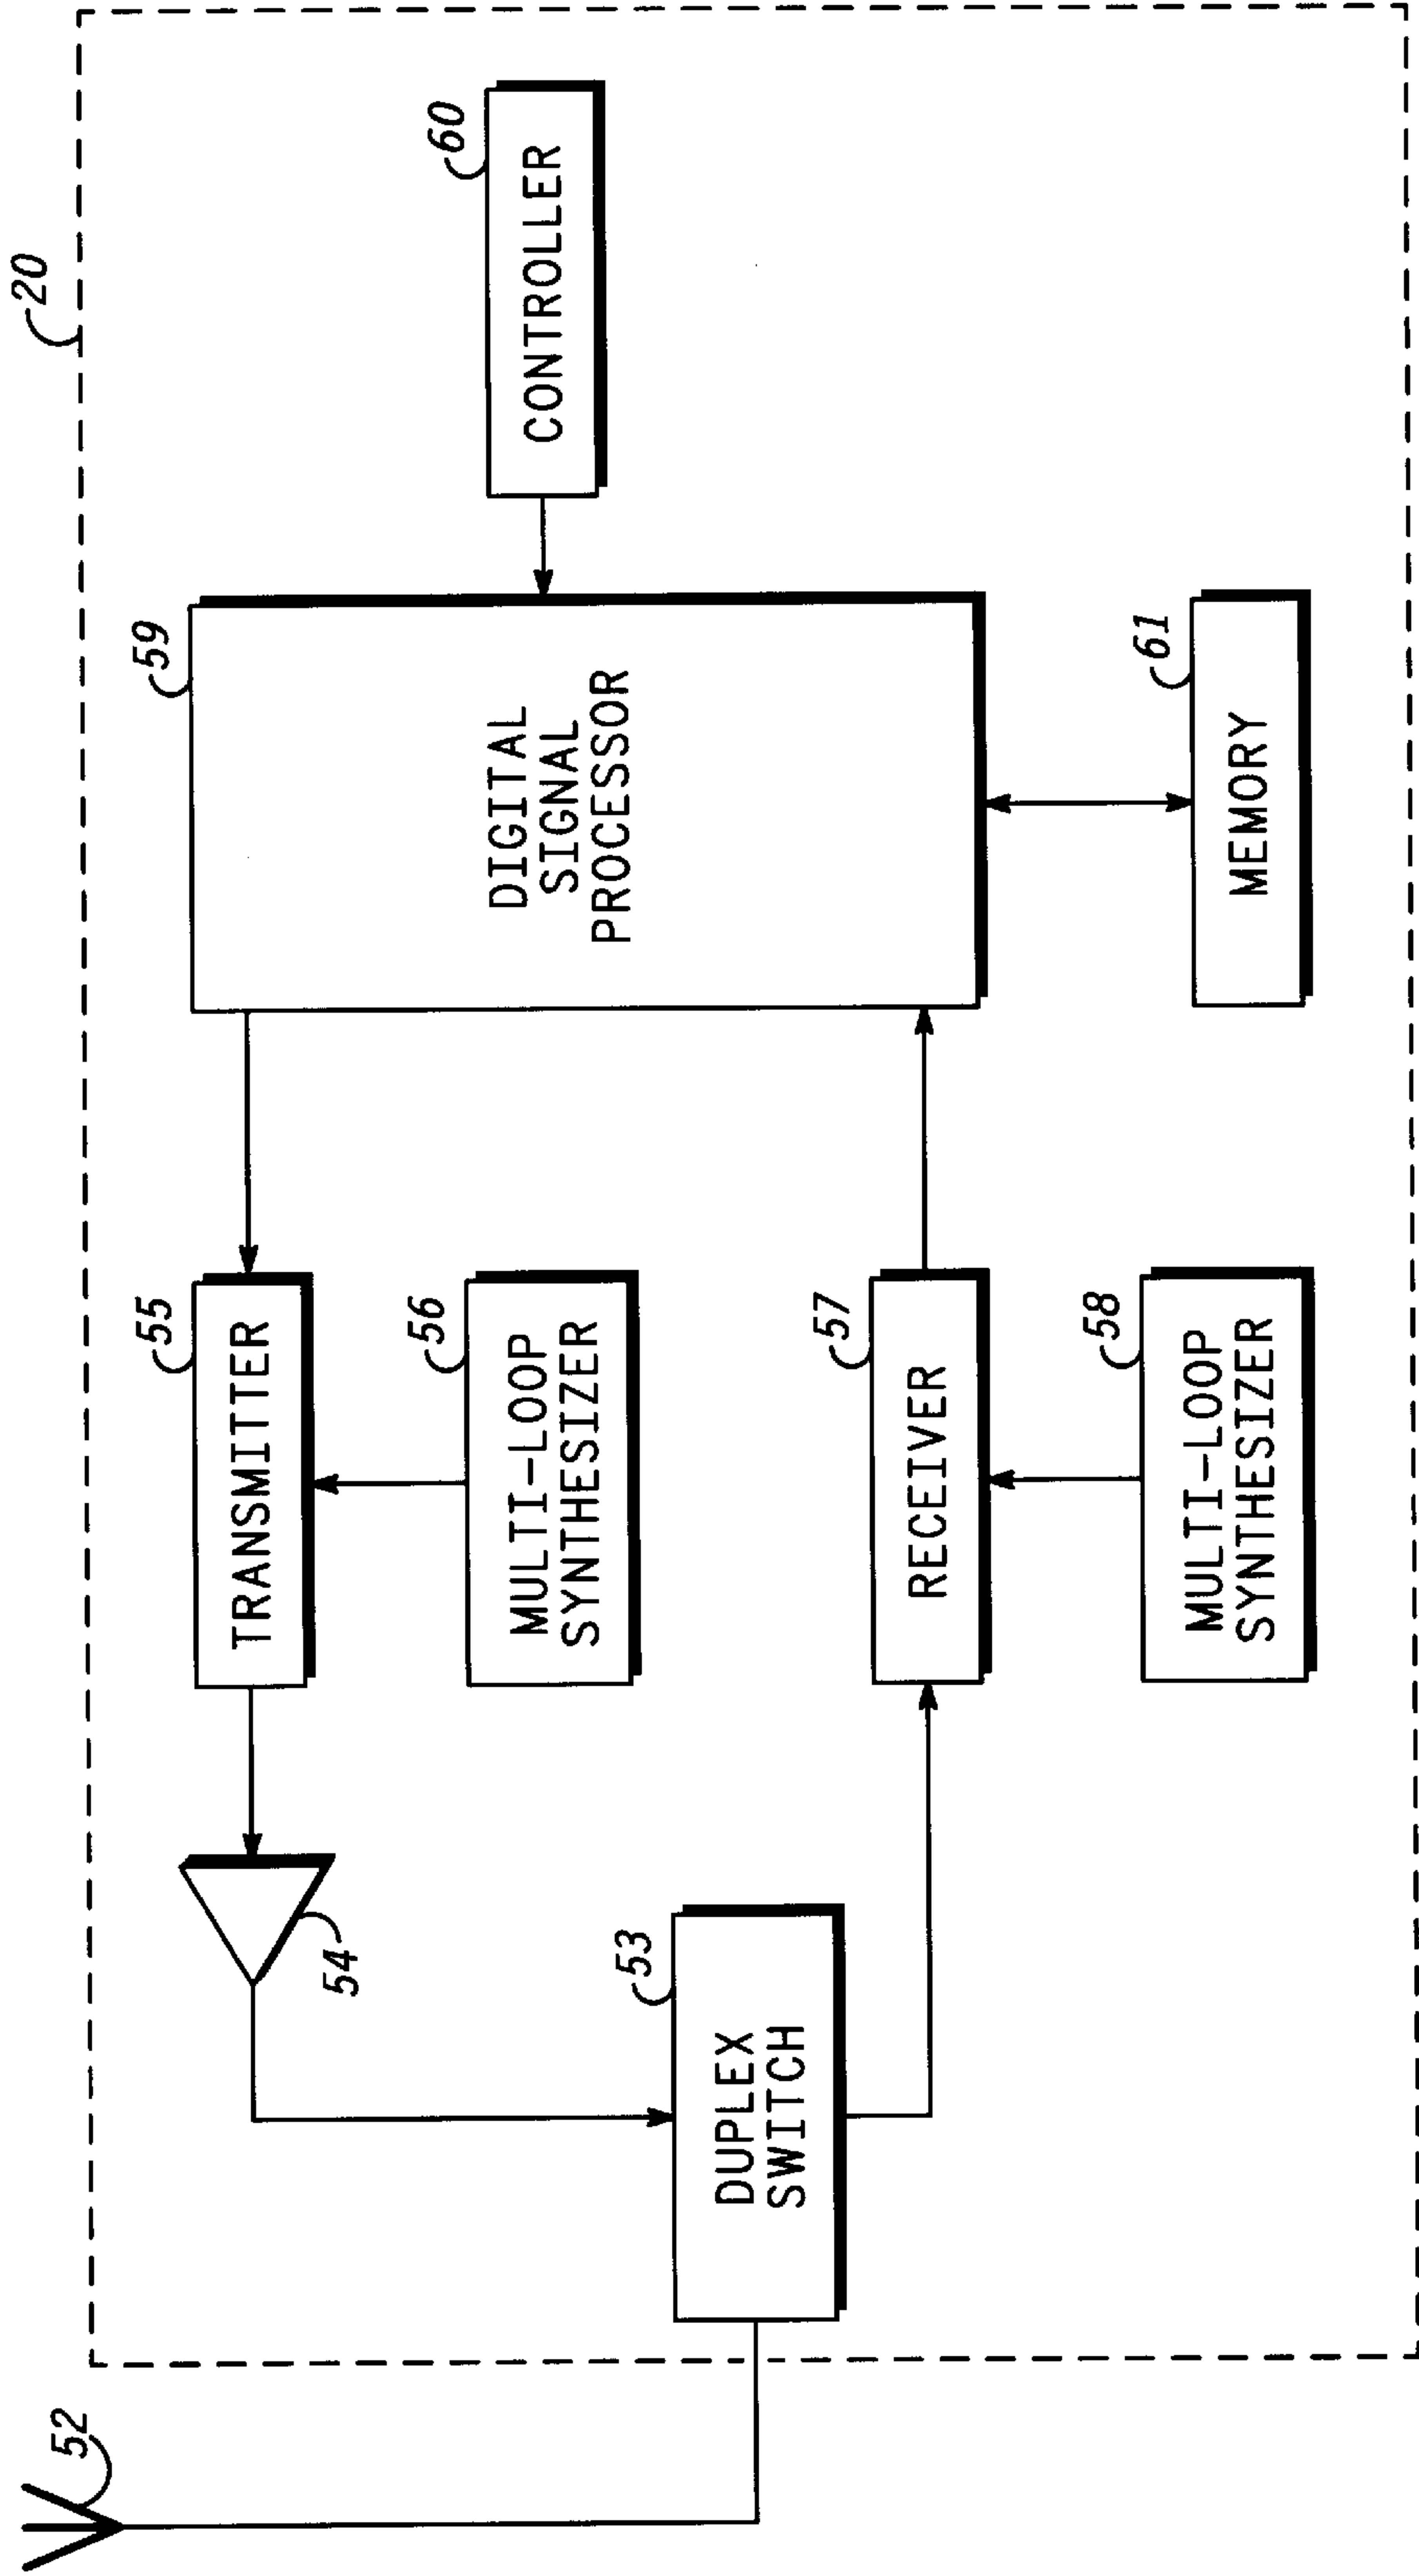 20
52
53
DUPLEX
SWITCH
54
55
TRANSMITTER
56
MULTI-LOOP
SYNTHESIZER
57
RECEIVER
58
MULTI-LOOP
SYNTHESIZER
59
DIGITAL
SIGNAL
PROCESSOR
60
CONTROLLER
61
MEMORY